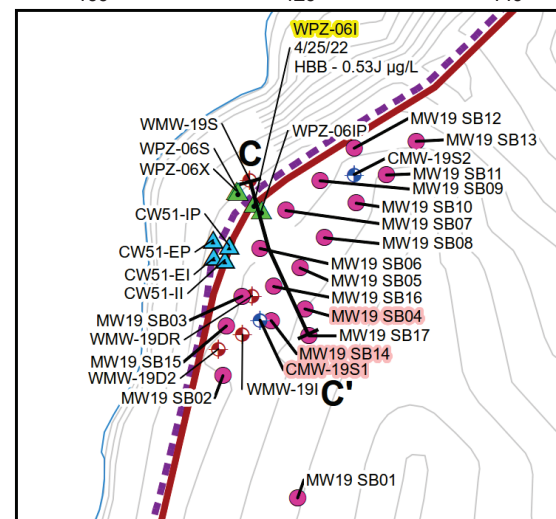 WPZ-06I
4/25/22
HBB - 0.53J µg/L
WMW-19S
WPZ-06IP
MW19 SB12
WPZ-06S
C
MW19 SB13
WPZ-06X
CMW-19S2
MW19 SB11
MW19 SB09
CW51-IP
MW19 SB10
MW19 SB07
MW19 SB08
CW51-EP
MW19 SB06
CW51-EI
MW19 SB05
CW51-II
MW19 SB16
MW19 SB03
MW19 SB04
WMW-19DR
MW19 SB17
MW19 SB15
MW19 SB14
CMW-19S1
WMW-19D2
WMW-19I
C'
MW19 SB02
MW19 SB01